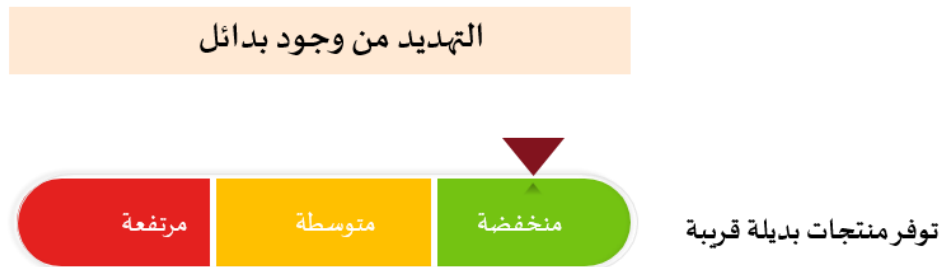 التهديد من وجود بدائل
توفر منتجات بديلة قريبة
منخفضة
متوسطة
مرتفعة